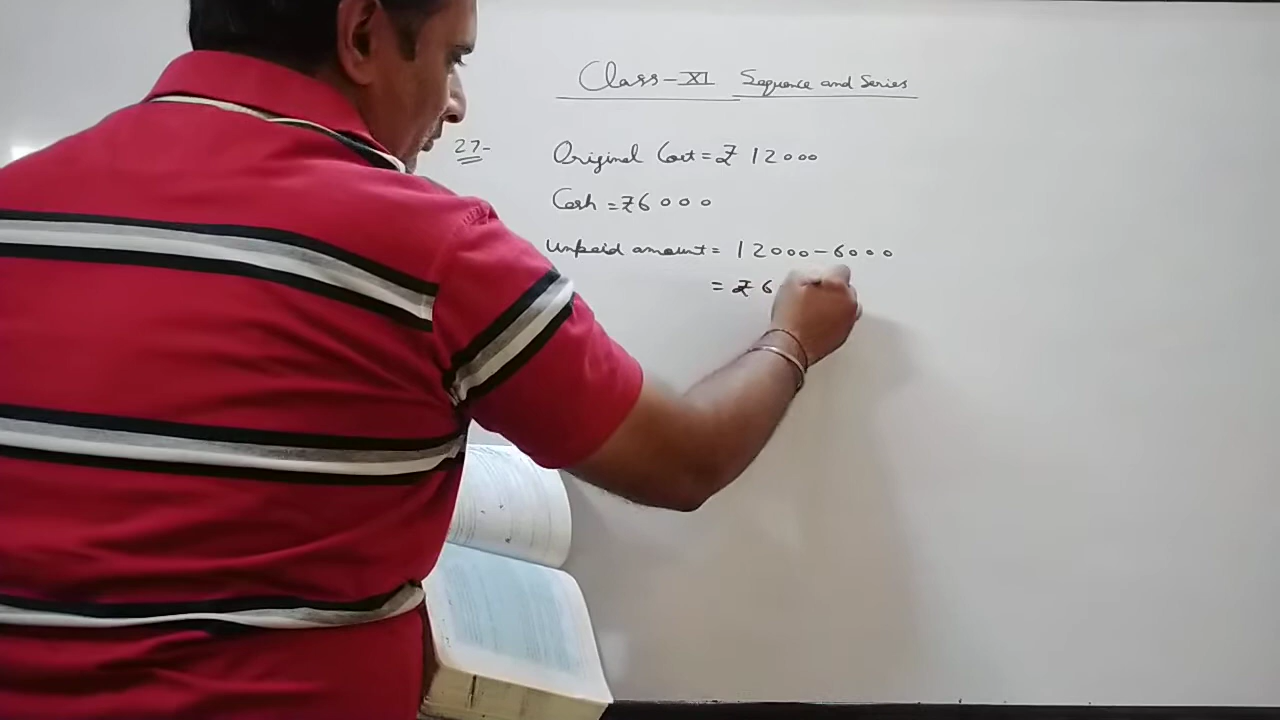 Class-XI Sequence and Series
27-
Original Cost = ₹ 12000
Cash = ₹6000
Unpaid amount = 12000-6000
= ₹6